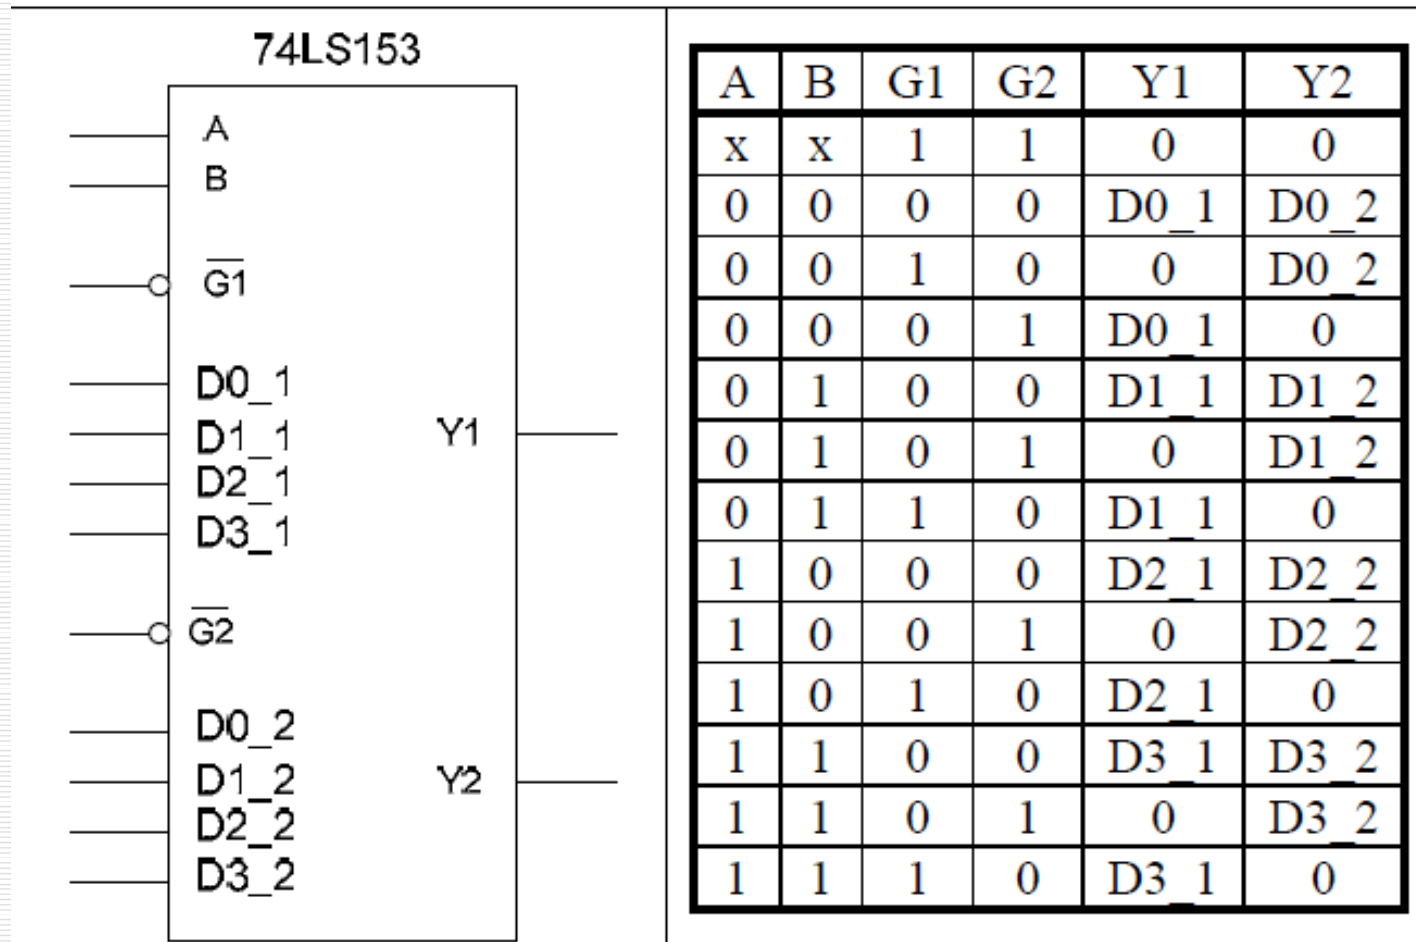 74LS153
A
B
G1
D0_1
D1_1
Y1
D2_1
D3_1
G2
D0_2
D1_2
Y2
D2_2
D3_2
A B G1 G2 Y1 Y2
x x 1 1 0 0
0 0 0 0 D0_1 D0_2
0 0 1 0 0 D0_2
0 0 0 1 D0_1 0
0 1 0 0 D1_1 D1_2
0 1 0 1 0 D1_2
0 1 1 0 D1_1 0
1 0 0 0 D2_1 D2_2
1 0 0 1 0 D2_2
1 0 1 0 D2_1 0
1 1 0 0 D3_1 D3_2
1 1 0 1 0 D3_2
1 1 1 0 D3_1 0